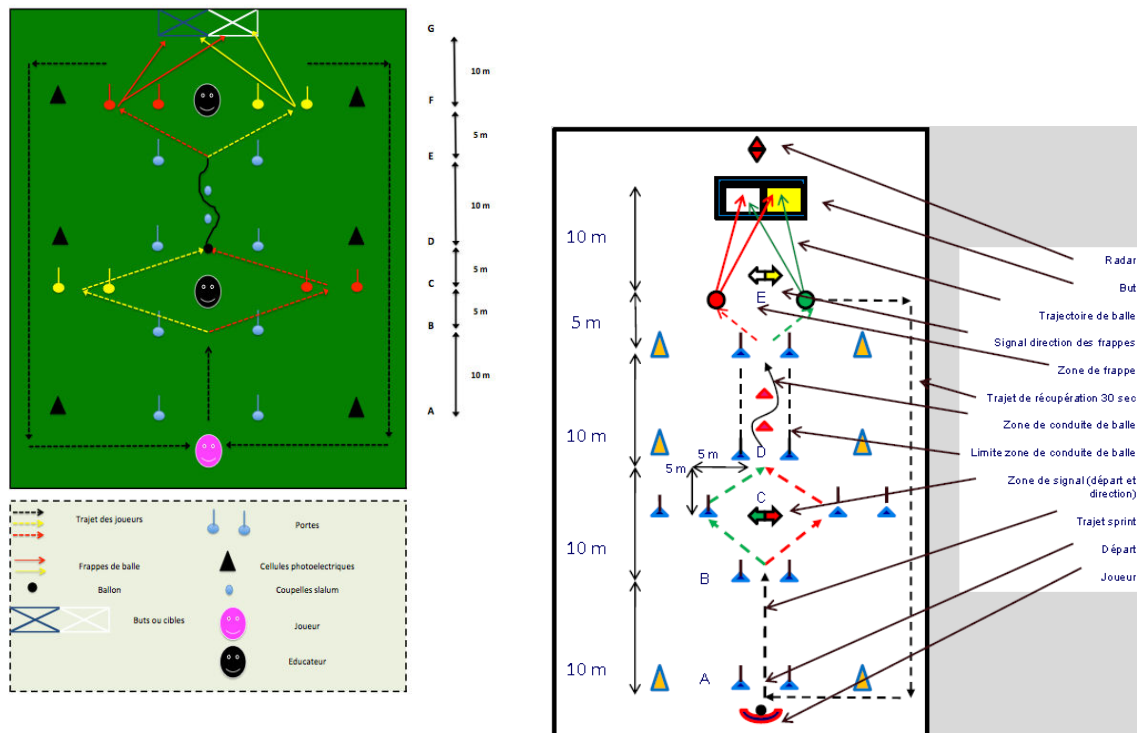 G
10 m
F
5 m
E
10 m
D
5 m
C
5 m
B
10 m
A
Trajet des joueurs
Portes
Frappes de balle
Cellules photoelectriques
Ballon
Coupelles slalum
Buts ou cibles
Joueur
Educateur
10 m
E
5 m
10 m
D
5 m
5 m
C
10 m
B
10 m
A
Radar
But
Trajectoire de balle
Signal direction des frappes
Zone de frappe
Trajet de récupération 30 sec
Zone de conduite de balle
Limite zone de conduite de balle
Zone de signal (départ et
direction)
Trajet sprint
Départ
Joueur